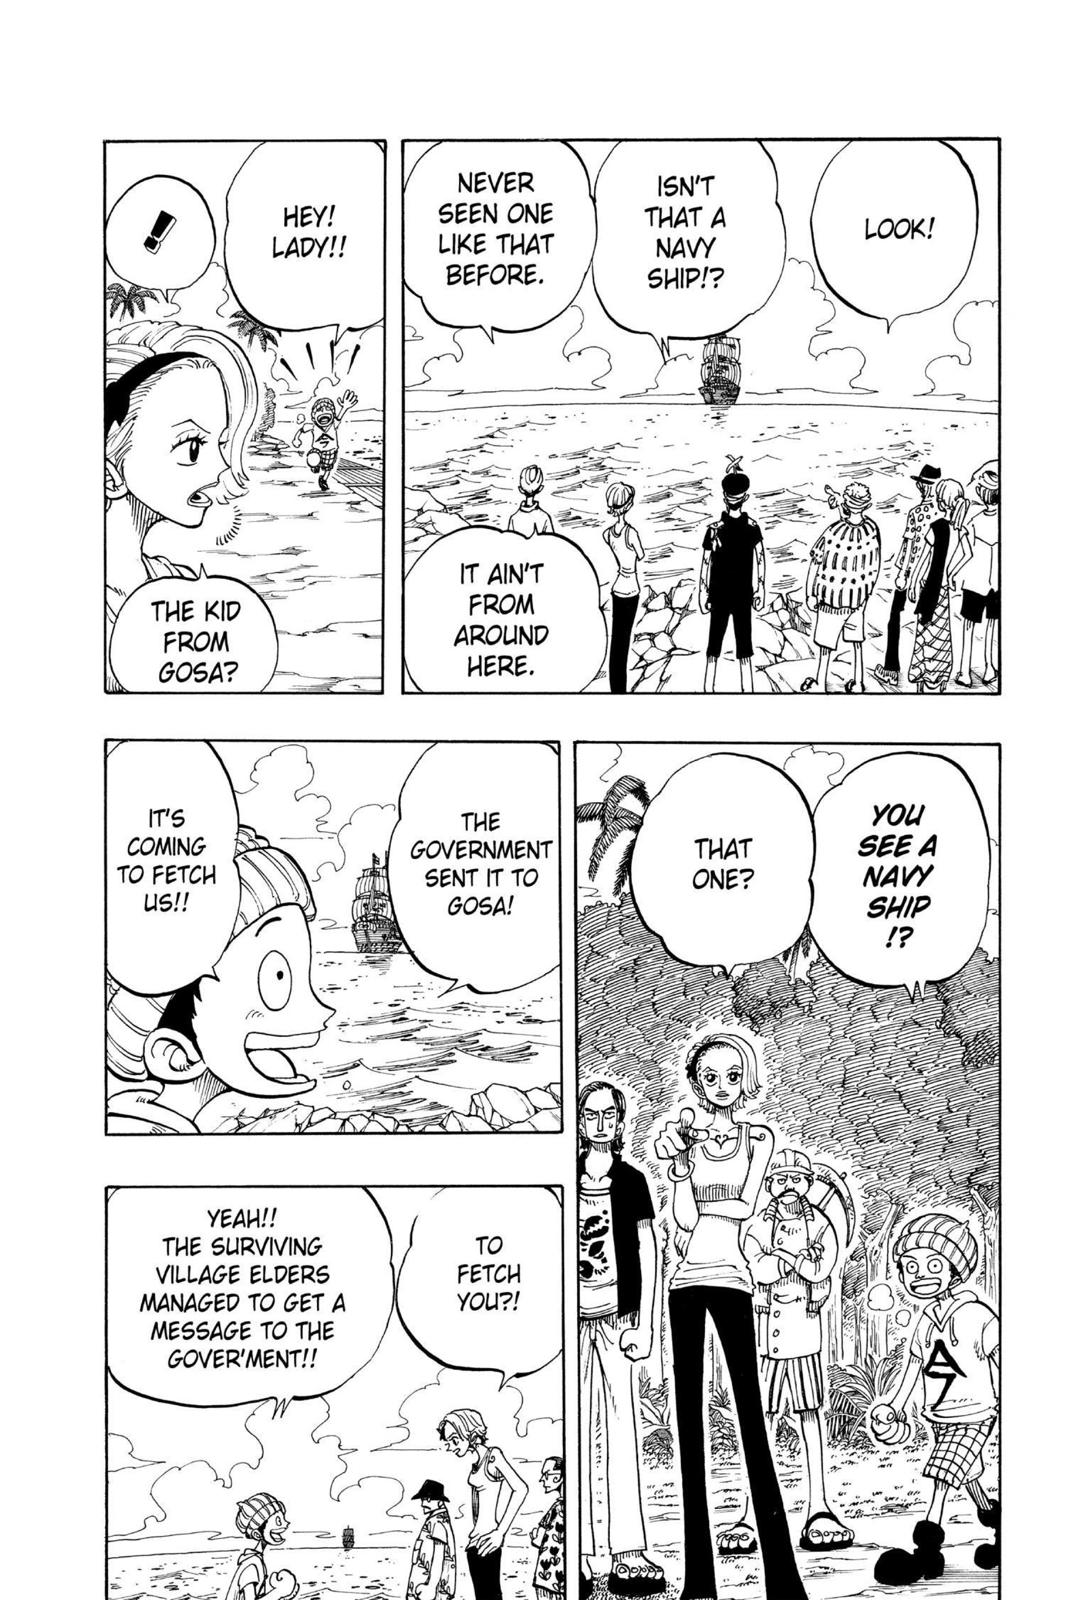 LOOK!
ISN'T
THAT A
NAVY
SHIP!?
NEVER
SEEN ONE
LIKE THAT
BEFORE.
IT AIN'T
FROM
AROUND
HERE.
HEY!
LADY!!
!
THE KID
FROM
GOSA?
YOU
SEE A
NAVY
SHIP
!?
THAT
ONE?
THE
GOVERNMENT
SENT IT TO
GOSA!
IT'S
COMING
TO FETCH
US!!
TO
FETCH
YOU?!
YEAH!!
THE SURVIVING
VILLAGE ELDERS
MANAGED TO GET A
MESSAGE TO THE
GOVER'MENT!!